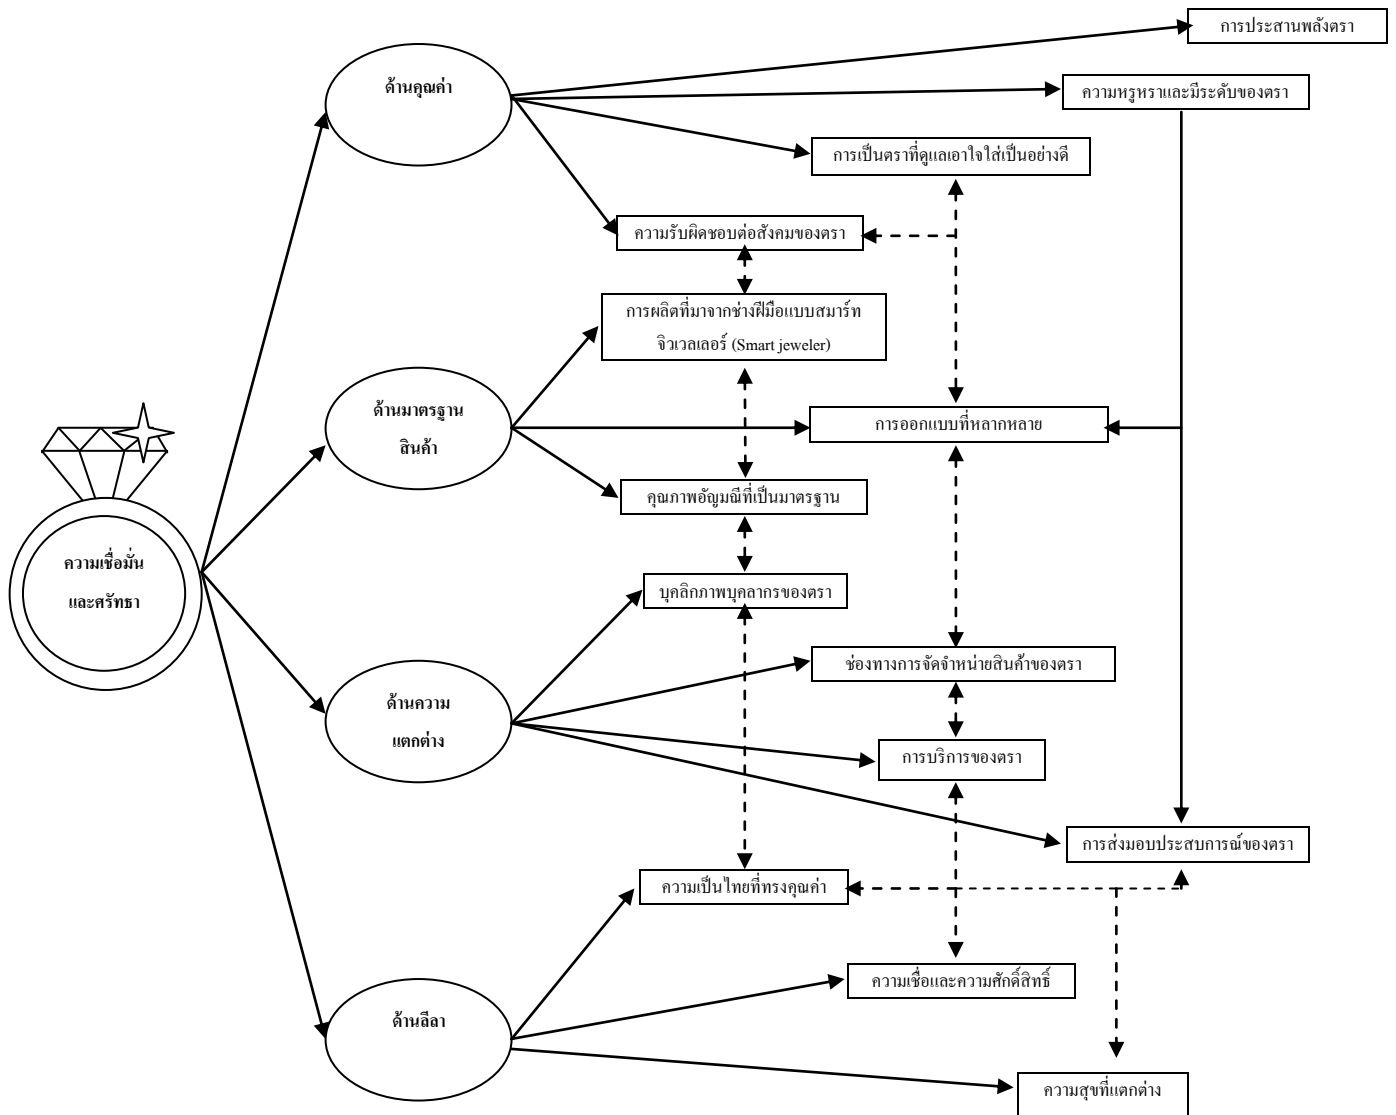 การประสานพลังตรา
ด้านคุณค่า
ความหรูหราและมีระดับของตรา
การเป็นตราที่ดูแลเอาใจใส่เป็นอย่างดี
ความรับผิดชอบต่อสังคมของตรา
การผลิตที่มาจากช่างฝีมือแบบสมาร์ท
จิวเวลเลอร์ (Smart jeweler)
ด้านมาตรฐาน
สินค้า
การออกแบบที่หลากหลาย
คุณภาพอัญมณีที่เป็นมาตรฐาน
ความเชื่อมั่น
และศรัทธา
บุคลิกภาพบุคลากรของตรา
ช่องทางการจัดจำหน่ายสินค้าของตรา
ด้านความ
แตกต่าง
การบริการของตรา
การส่งมอบประสบการณ์ของตรา
ความเป็นไทยที่ทรงคุณค่า
ความเชื่อและความศักดิ์สิทธิ์
ด้านลีลา
ความสุขที่แตกต่าง